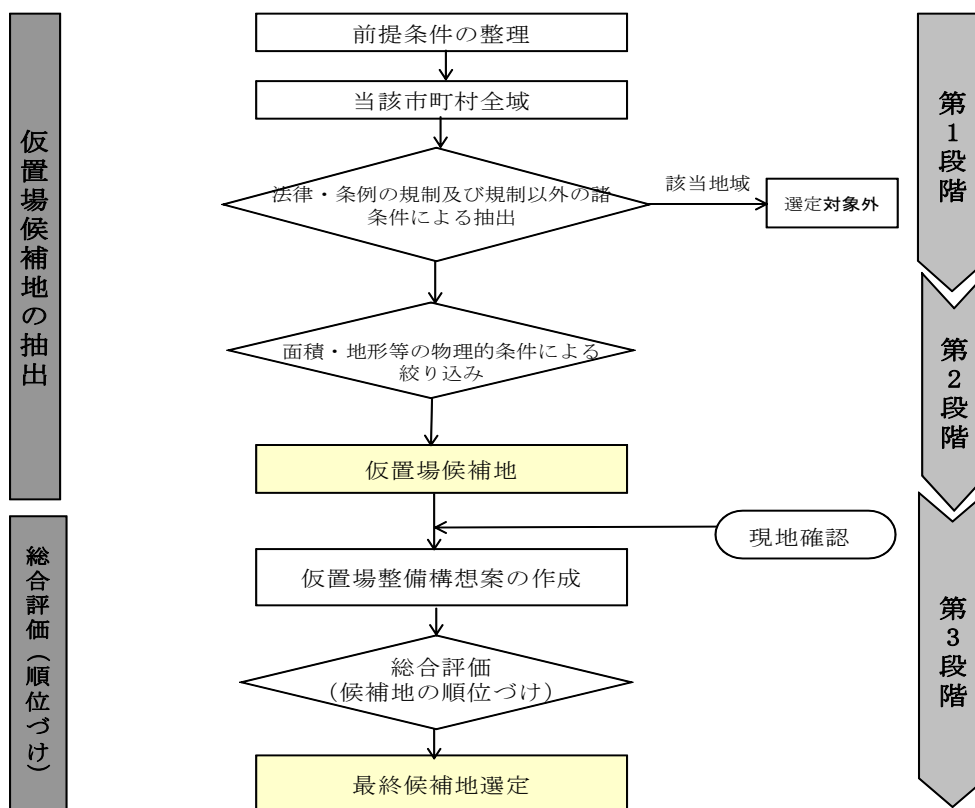 前提条件の整理
当該市町村全域
法律・条例の規制及び規制以外の諸
条件による抽出
該当地域
選定対象外
面積・地形等の物理的条件による
絞り込み
仮置場候補地
現地確認
仮置場整備構想案の作成
総合評価
(候補地の順位づけ)
最終候補地選定
仮置場候補地の抽出
総合評価(順位づけ)
第1段階
第2段階
第3段階